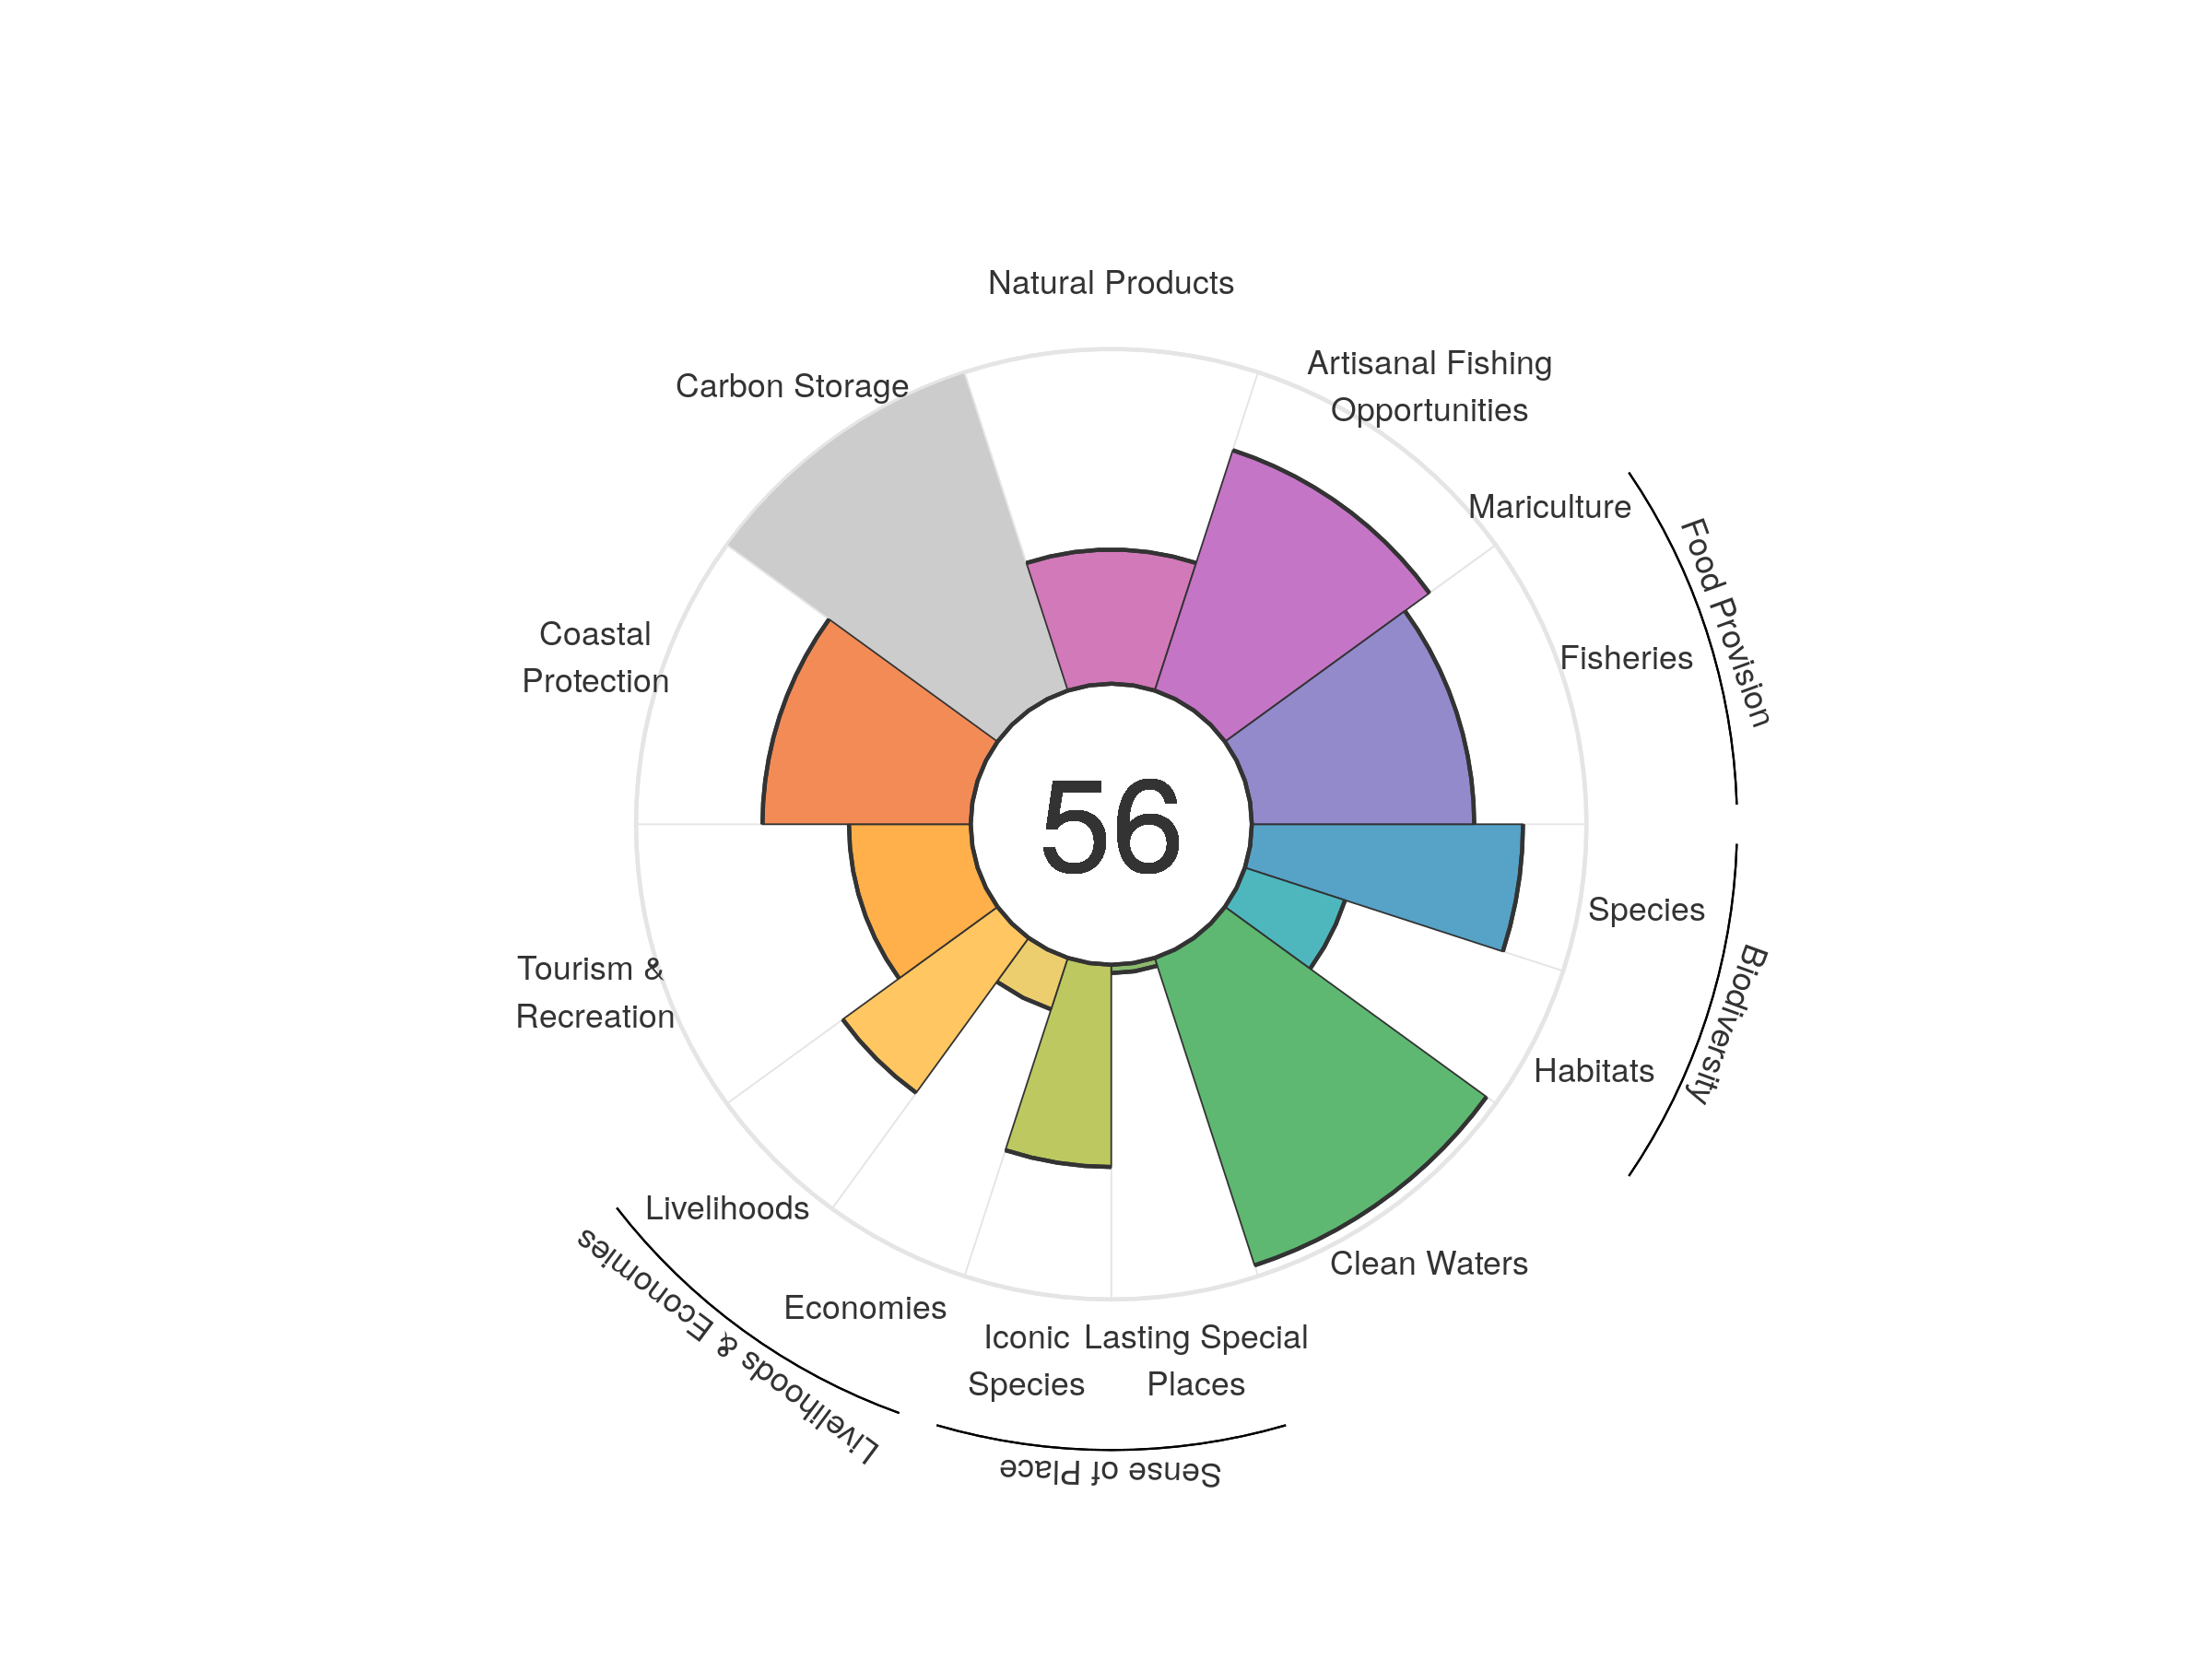 Natural Products
Artisanal Fishing
Opportunities
Carbon Storage
Mariculture
Food Provision
Coastal
Protection
Fisheries
56
Species
Biodiversity
Tourism &
Recreation
Habitats
Livelihoods
Clean Waters
Livelihoods & Economies
Economies
Iconic
Species
Lasting Special
Places
Sense of Place